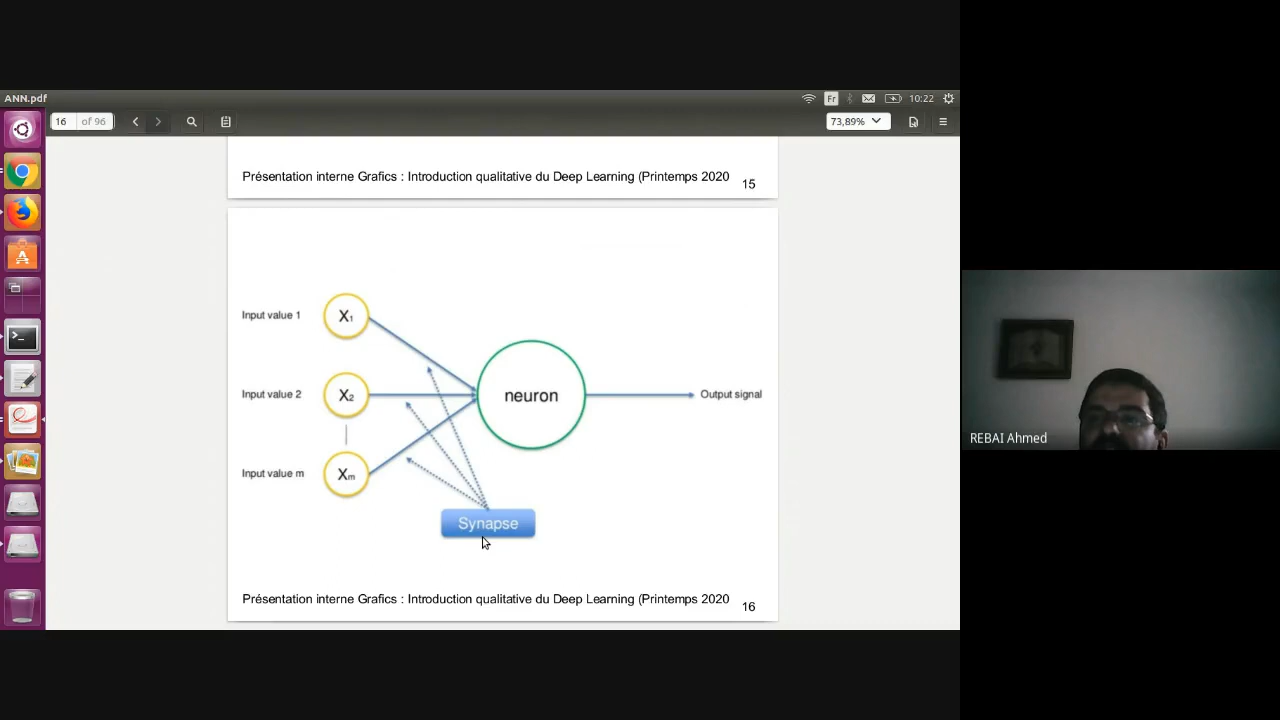 ANN.pdf
Fr
10:22
16 of 96
73,89%
Présentation interne Grafics : Introduction qualitative du Deep Learning (Printemps 2020
15
Input value 1
X1
Input value 2
X2
neuron
Output signal
Input value m
Xm
Synapse
Présentation interne Grafics : Introduction qualitative du Deep Learning (Printemps 2020
16
REBAI Ahmed